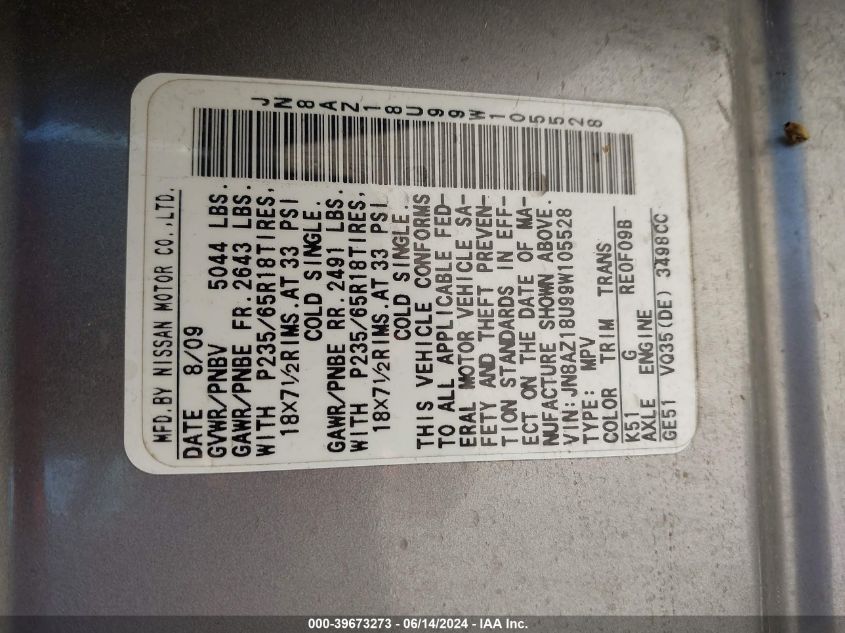 MFD.BY NISSAN MOTOR CO.,LTD.
DATE 8/09
GVWR/PNBV 5044 LBS.
GAWR/PNBE FR.2643 LBS.
WITH P235/65R18TIRES,
18X7½RIMS.AT 33 PSI
COLD SINGLE.
GAWR/PNBE RR.2491 LBS.
WITH P235/65R18TIRES,
18X7½RIMS.AT 33 PSI
COLD SINGLE.
THIS VEHICLE CONFORMS
TO ALL APPLICABLE FED-
ERAL MOTOR VEHICLE SA-
FETY AND THEFT PREVEN-
TION STANDARDS IN EFF-
ECT ON THE DATE OF MA-
NUFACTURE SHOWN ABOVE.
VIN:JN8AZ18U99W105528
TYPE: MPV
COLOR TRIM TRANS
K51 G RE0F09B
AXLE ENGINE
GE51 VQ35(DE) 3498CC
JN8AZ18U99W105528
000-39673273 - 06/14/2024 - IAA Inc.